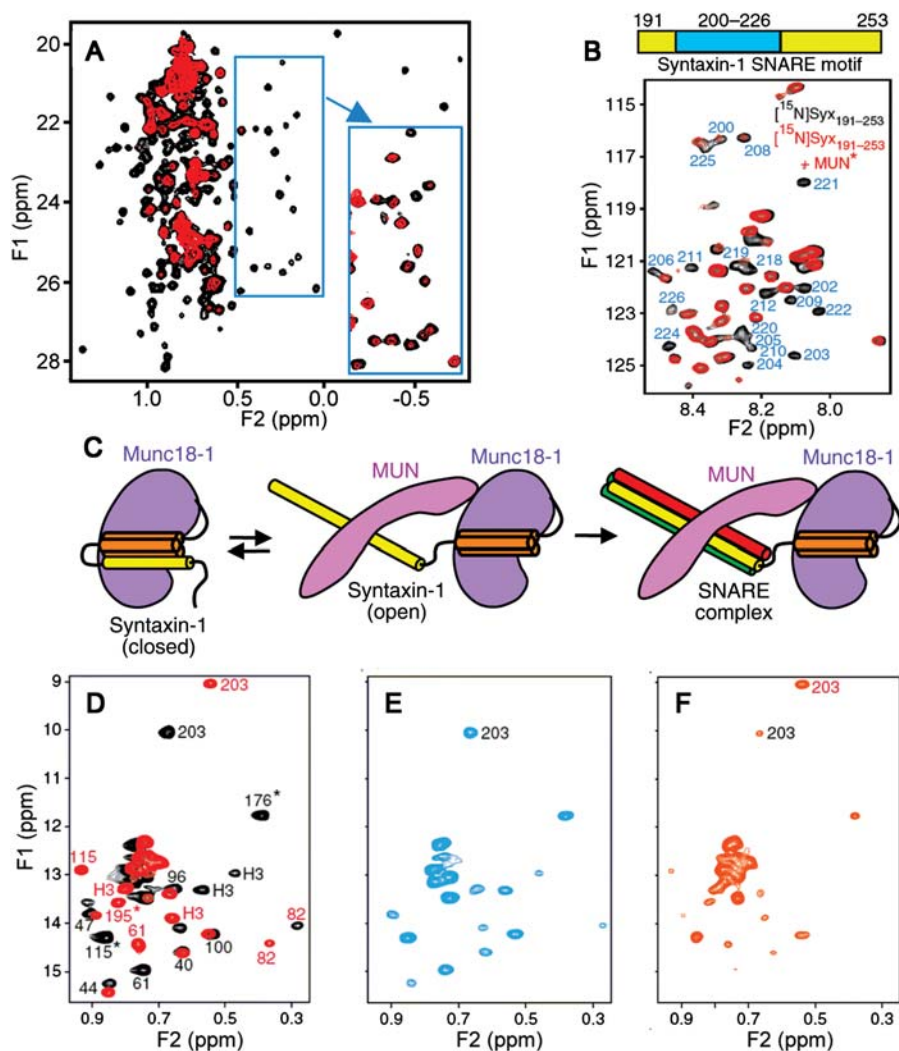 A
F1 (ppm)
20
22
24
26
28
1.0 0.5 0.0 -0.5
F2 (ppm)
B
191 200–226 253
Syntaxin-1 SNARE motif
F1 (ppm)
115
117
119
121
123
125
[15N]Syx191–253
[15N]Syx191–253
+ MUN*
200
225
208
221
206
211
219
218
202
212
209
222
226
220
205
210
224
204
203
8.4 8.2 8.0
F2 (ppm)
C
Munc18-1
Syntaxin-1
(closed)
MUN
Munc18-1
Syntaxin-1
(open)
MUN
Munc18-1
SNARE
complex
D
F1 (ppm)
9
10
11
12
13
14
15
203
203
176*
115
96
H3
H3
H3
195*
H3
47
115*
61
100
82
82
40
44
61
0.9 0.7 0.5 0.3
F2 (ppm)
E
203
0.9 0.7 0.5 0.3
F2 (ppm)
F
203
203
0.9 0.7 0.5 0.3
F2 (ppm)